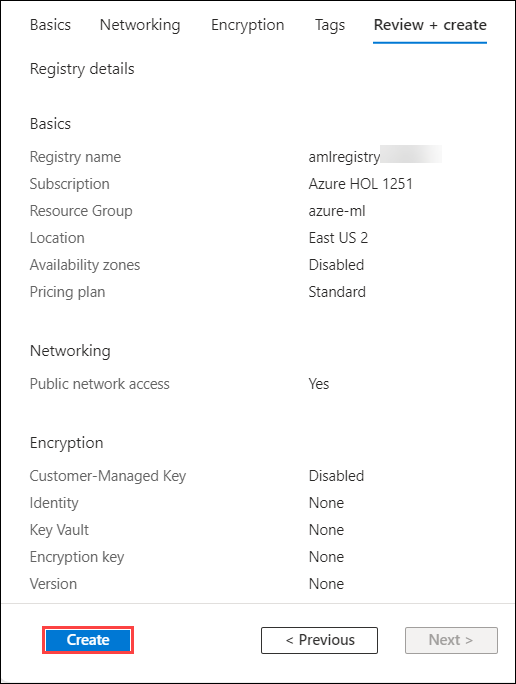 Basics Networking Encryption Tags Review + create
Registry details
Basics
Registry name amlregistry
Subscription Azure HOL 1251
Resource Group azure-ml
Location East US 2
Availability zones Disabled
Pricing plan Standard
Networking
Public network access Yes
Encryption
Customer-Managed Key Disabled
Identity None
Key Vault None
Encryption key None
Version None
Create < Previous Next >